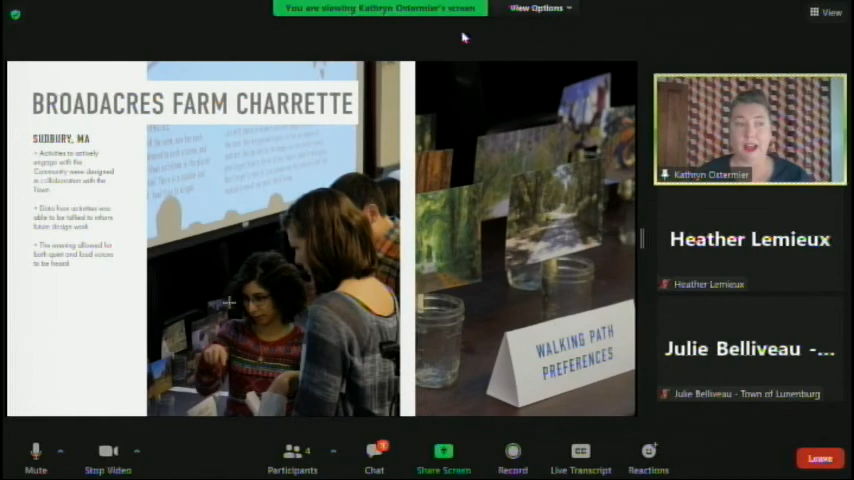 You are viewing Kathryn Ostermier's screen
View Options
View
BROADACRES FARM CHARRETTE
SUDBURY, MA
• Activities to actively
engage with the
Community were designed
in collaboration with the
Town
• Data from activities was
able to be tallied to inform
future design work
• The evening allowed for
both quiet and loud voices
to be heard
WALKING PATH
PREFERENCES
Kathryn Ostermier
Heather Lemieux
Heather Lemieux
Julie Belliveau - ...
Julie Belliveau - Town of Lunenburg
Mute
Stop Video
4
Participants
Chat
Share Screen
Record
CC
Live Transcript
Reactions
Leave